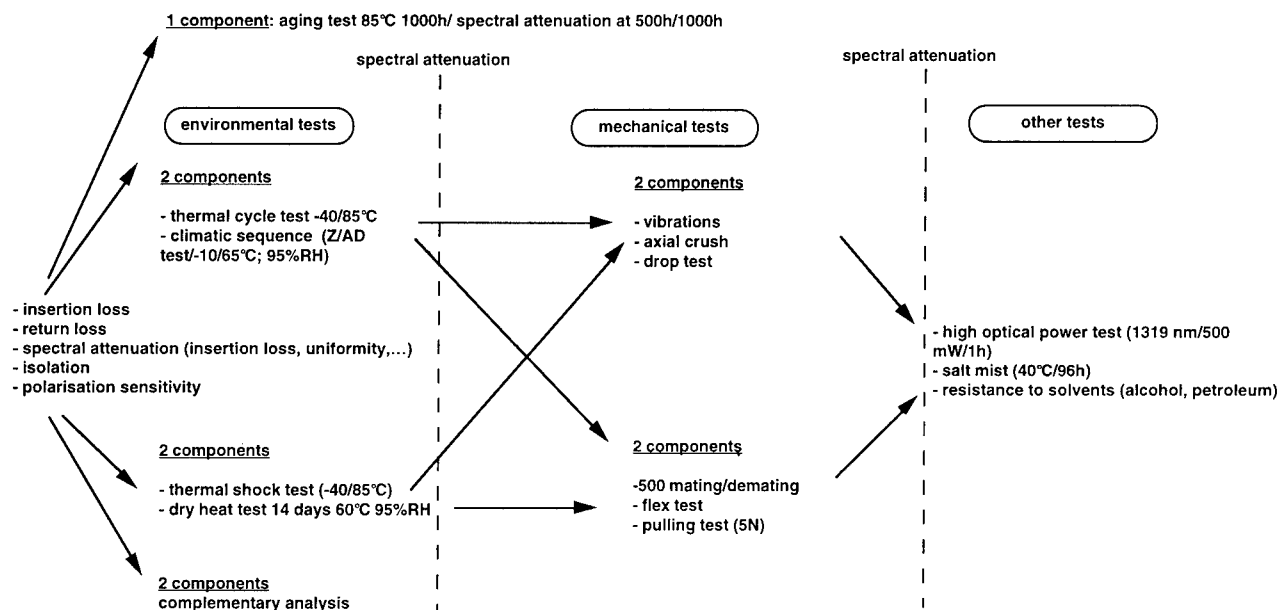 1 component: aging test 85℃ 1000h/ spectral attenuation at 500h/1000h
spectral attenuation
spectral attenuation
environmental tests
mechanical tests
other tests
2 components
- thermal cycle test -40/85℃
- climatic sequence (Z/AD
test/-10/65℃; 95%RH)
2 components
- vibrations
- axial crush
- drop test
- insertion loss
- return loss
- spectral attenuation (insertion loss, uniformity,...)
- isolation
- polarisation sensitivity
- high optical power test (1319 nm/500
mW/1h)
- salt mist (40℃/96h)
- resistance to solvents (alcohol, petroleum)
2 components
- thermal shock test (-40/85℃)
- dry heat test 14 days 60℃ 95%RH
2 components
-500 mating/demating
- flex test
- pulling test (5N)
2 components
complementary analysis